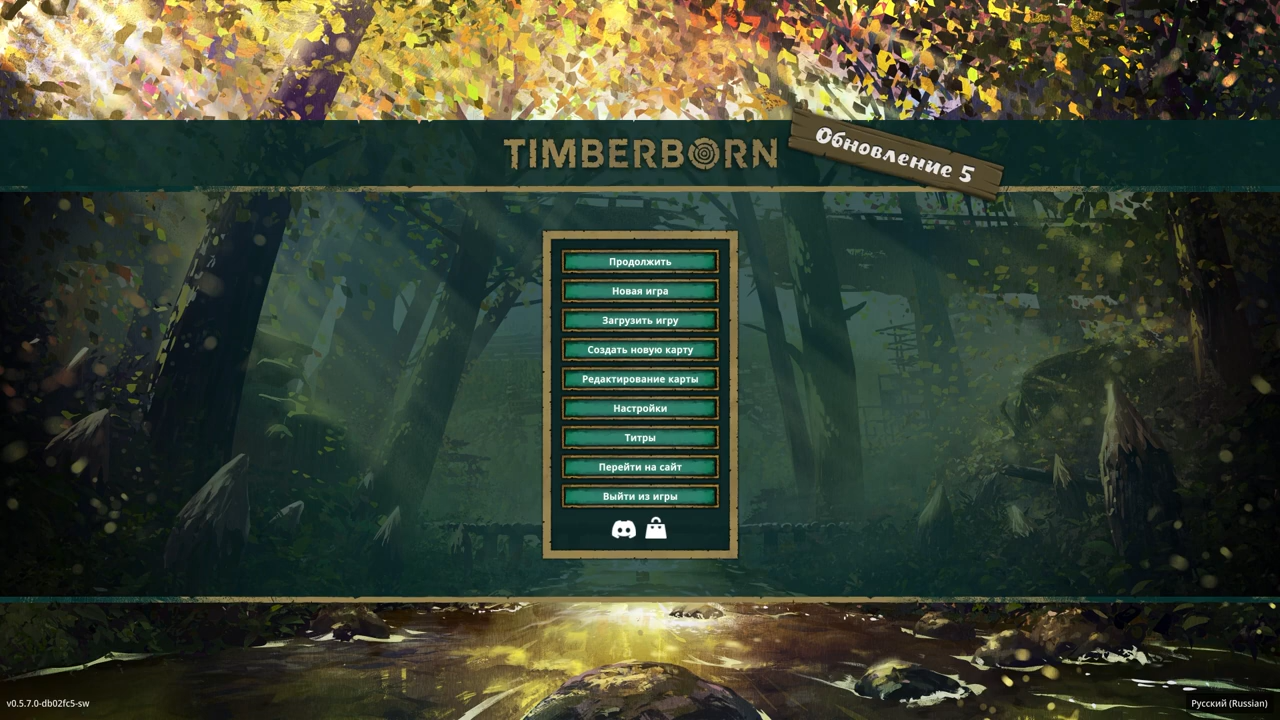 TIMBERBORN
Обновление 5
Продолжить
Новая игра
Загрузить игру
Создать новую карту
Редактирование карты
Настройки
Титры
Перейти на сайт
Выйти из игры
v0.5.7.0-db02fc5-sw
Русский (Russian)